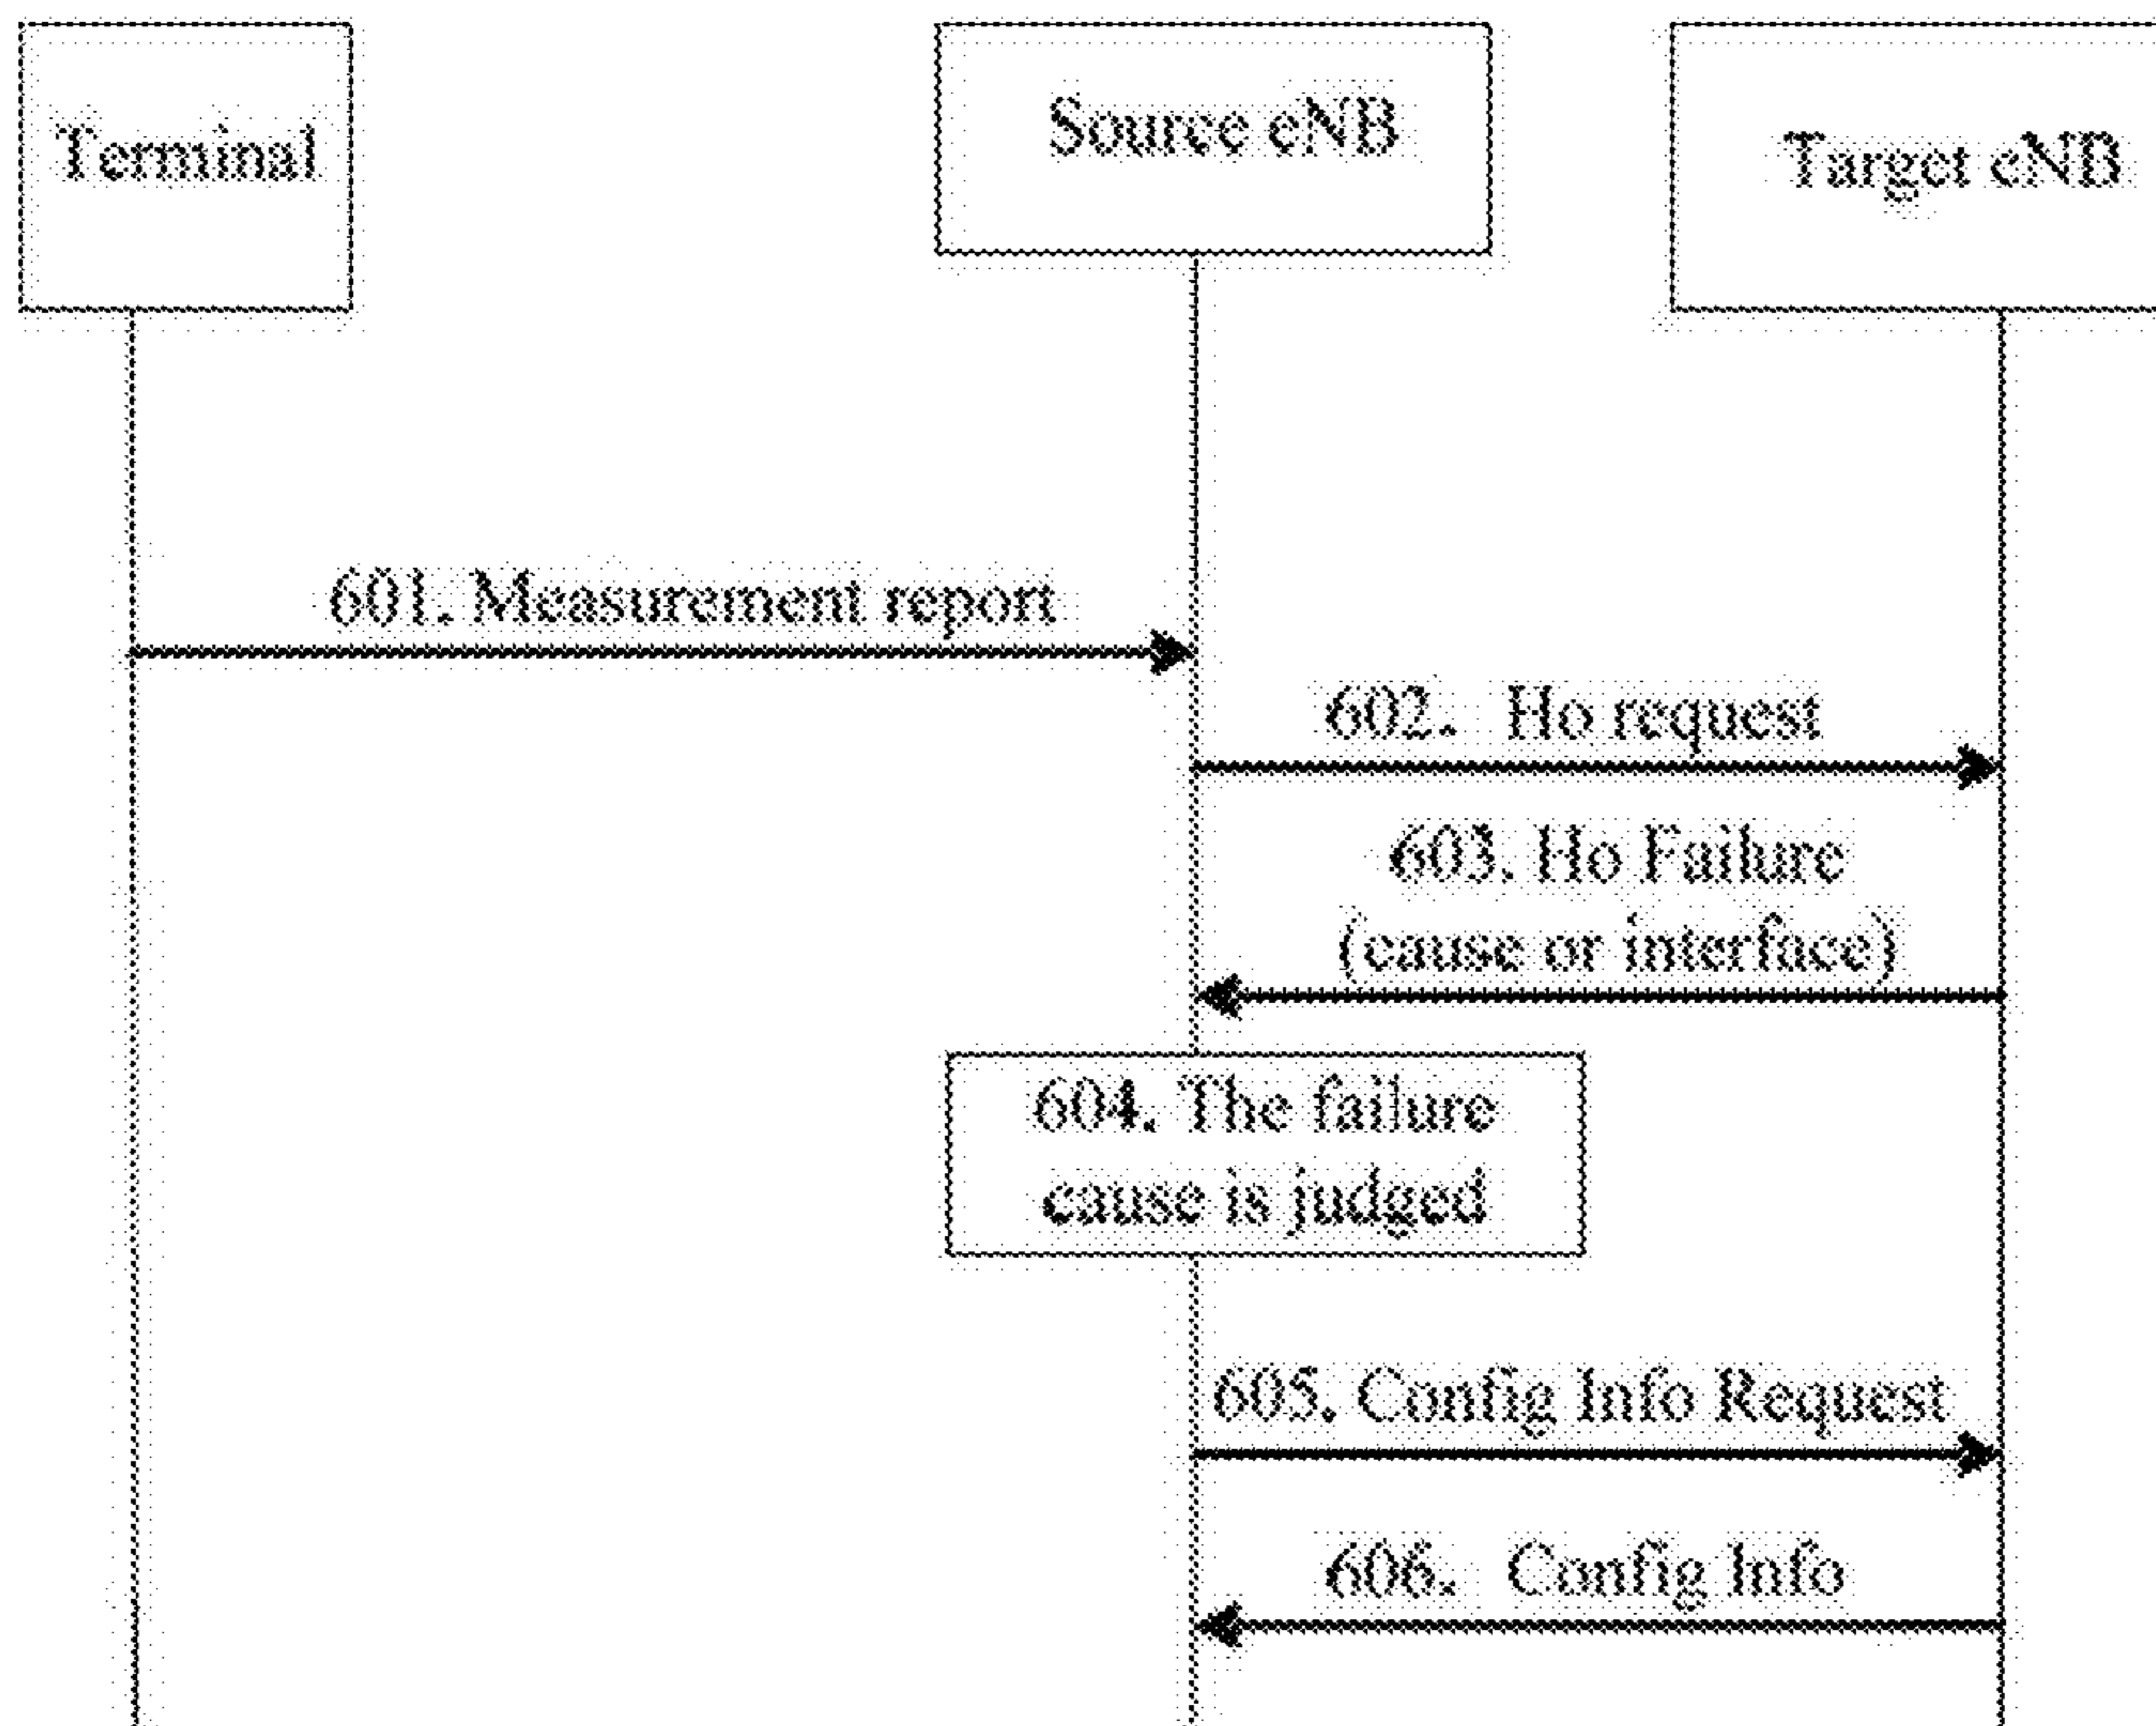 Terminal
Source eNB
Target eNB
601. Measurement report
602. Ho request
603. Ho Failure
(cause or interface)
604. The failure
cause is judged
605. Config Info Request
606. Config Info